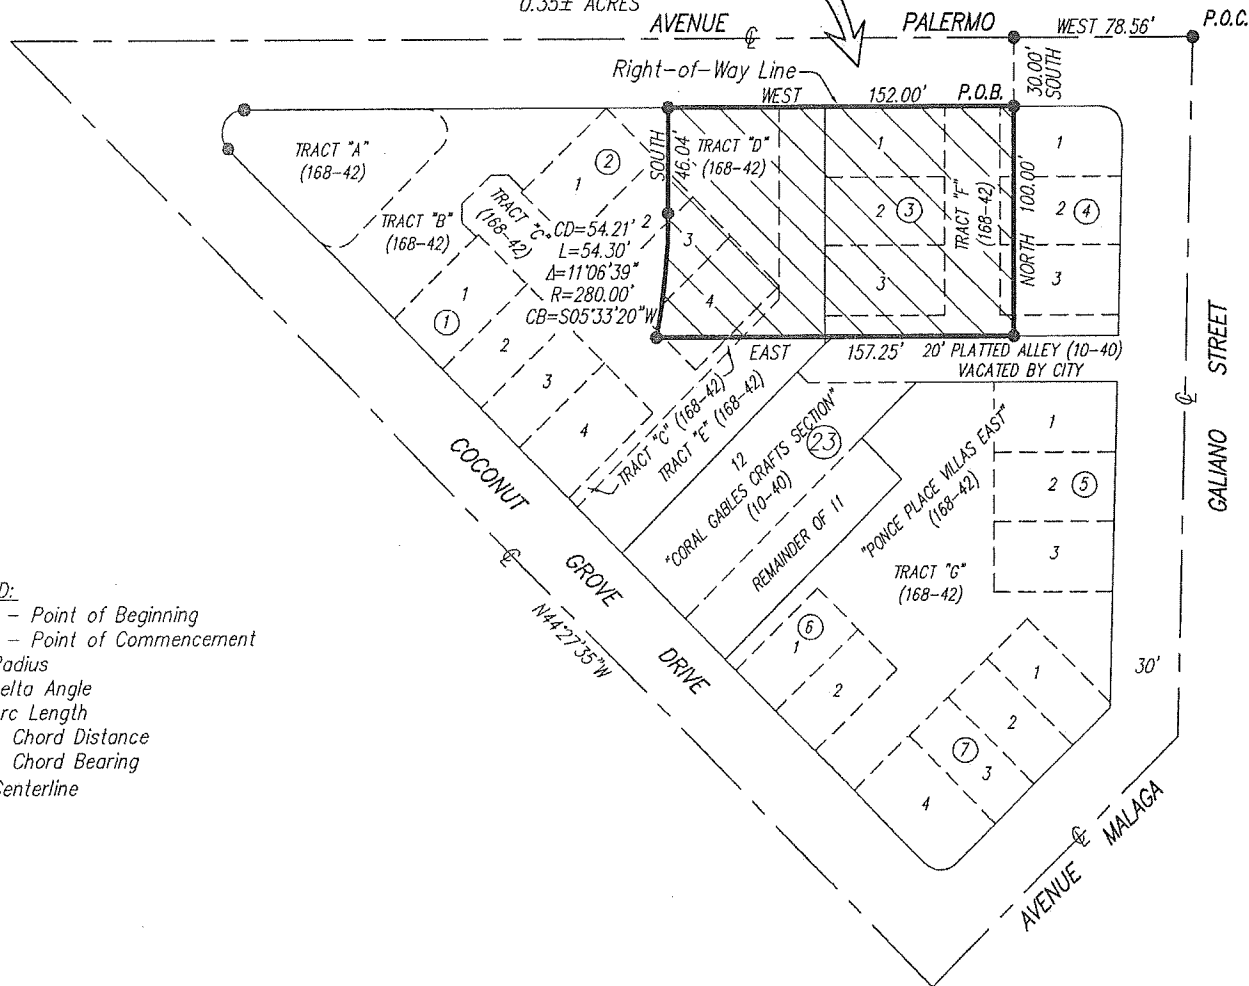 0.35± ACRES
AVENUE ℄ PALERMO
WEST 78.56'
P.O.C.
30.00'
SOUTH
Right-of-Way Line
WEST 152.00' P.O.B.
SOUTH
46.04'
TRACT "A"
(168-42)
TRACT "B"
(168-42)
TRACT "C"
(168-42)
2
1
TRACT "D"
(168-42)
1
2
3
3
TRACT "F"
(168-42)
NORTH 100.00'
1
2
4
3
CD=54.21'
L=54.30'
Δ=11°06'39"
R=280.00'
CB=S05°33'20"W
2
3
4
1
1
2
3
4
EAST 157.25'
20' PLATTED ALLEY (10-40)
VACATED BY CITY
TRACT "C" (168-42)
TRACT "E" (168-42)
12
"CORAL GABLES CRAFTS SECTION"
(10-40)
23
REMAINDER OF 11
"PONCE PLACE VILLAS EAST"
(168-42)
TRACT "G"
(168-42)
1
2
5
3
GALIANO STREET
℄
COCONUT GROVE DRIVE
℄
N44°27'35"W
6
1
2
7
1
2
3
4
30'
AVENUE ℄ MALAGA
D:
- Point of Beginning
- Point of Commencement
Radius
elta Angle
rc Length
Chord Distance
Chord Bearing
Centerline